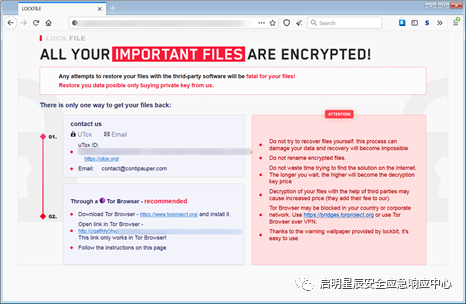 LOCKFILE
Search
LOCK FILE
ALL YOUR IMPORTANT FILES ARE ENCRYPTED!
Any attempts to restore your files with the thrid-party software will be fatal for your files!
Restore you data posible only buying private key from us.
There is only one way to get your files back:
01.
contact us
UTox Email
uTox ID:
https://utox.org/
Email: contact@contipauper.com
02.
Through a Tor Browser - recommended
Download Tor Browser - https://www.torproject.org/ and install it.
Open link in Tor Browser -
This link only works in Tor Browser!
Follow the instructions on this page
ATTENTION
Do not try to recover files yourself. this process can
damage your data and recovery will become impossible
Do not rename encrypted files.
Do not waste time trying to find the solution on the Internet.
The longer you wait, the higher will become the decryption
key price
Decryption of your files with the help of third parties may
cause increased price (they add their fee to our).
Tor Browser may be blocked in your country or corporate
network. Use https://bridges.torproject.org or use Tor
Browser over VPN.
Thanks to the warning wallpaper provided by lockbit, it's
easy to use
启明星辰安全应急响应中心